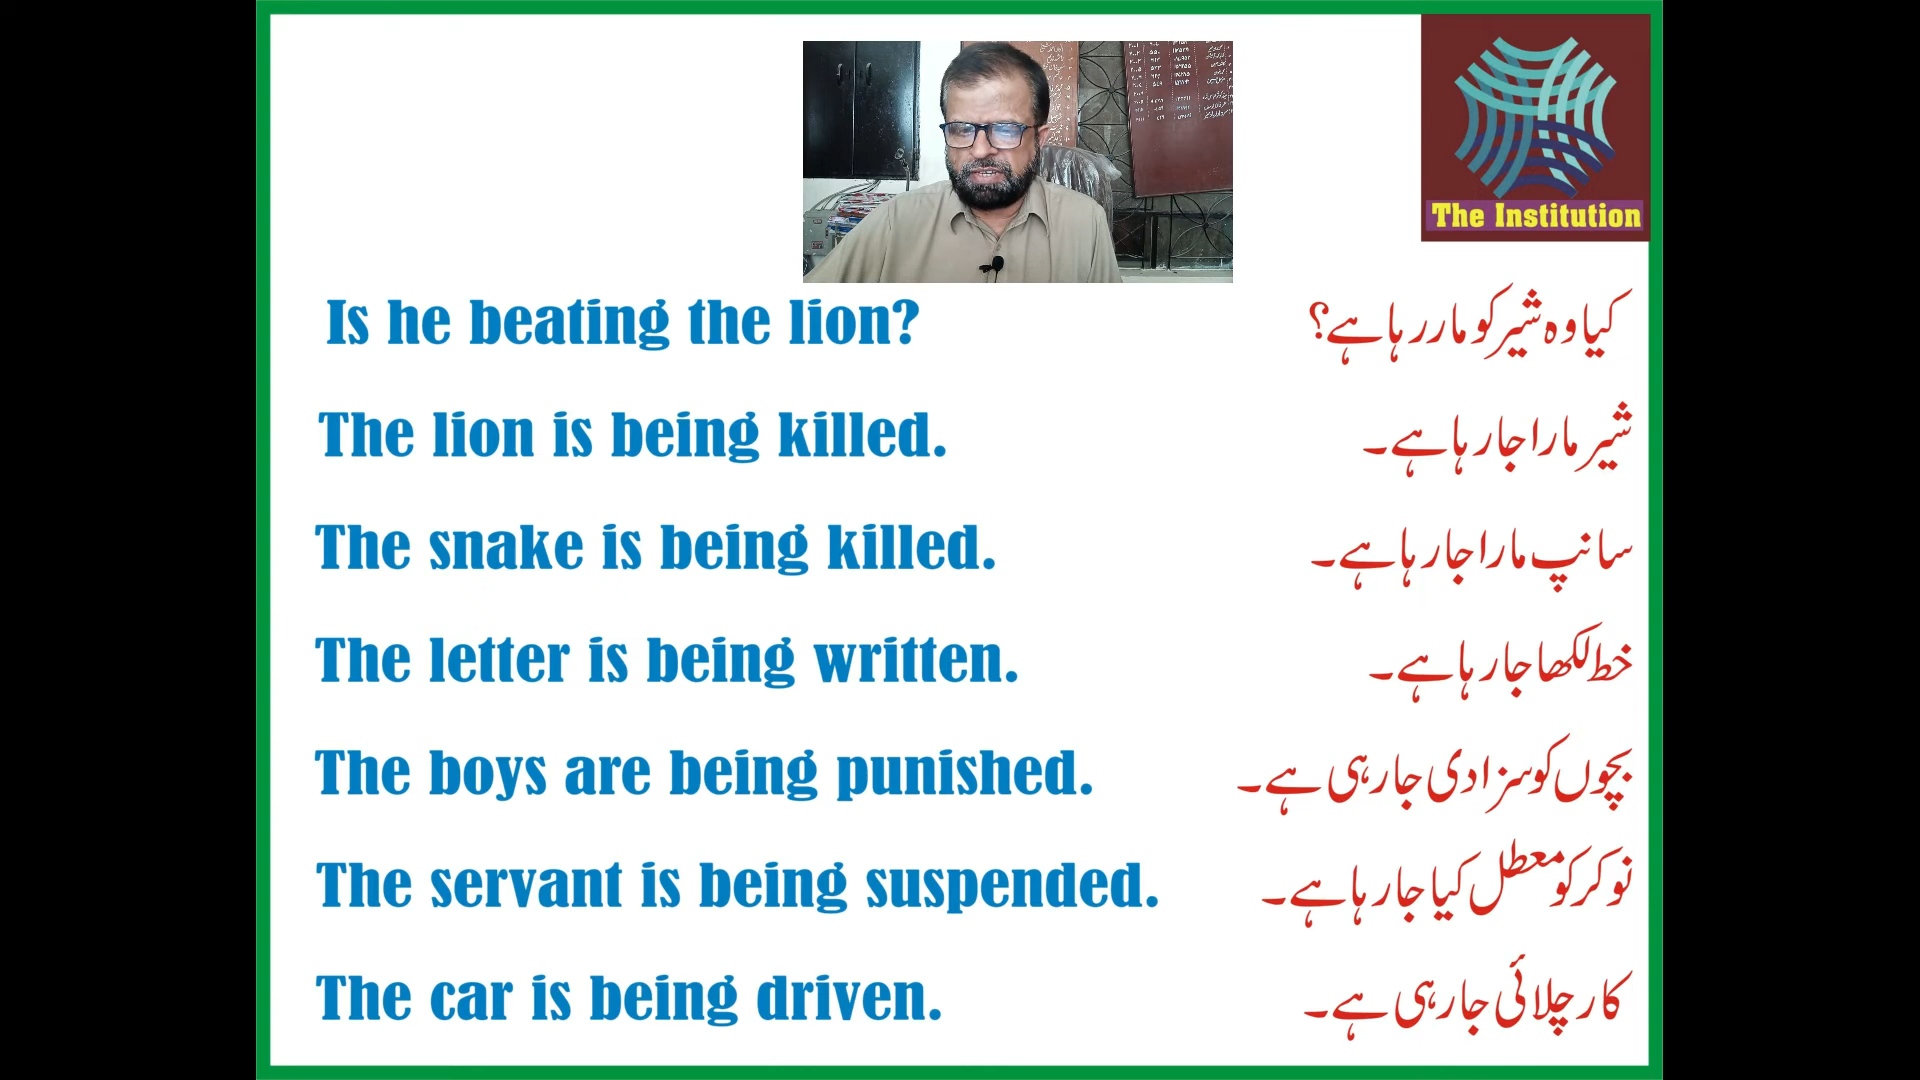 The Institution
Is he beating the lion? کیا وہ شیر کو مار رہا ہے؟
The lion is being killed. شیر مارا جا رہا ہے۔
The snake is being killed. سانپ مارا جا رہا ہے۔
The letter is being written. خط لکھا جا رہا ہے۔
The boys are being punished. بچوں کو سزا دی جا رہی ہے۔
The servant is being suspended. نوکر کو معطل کیا جا رہا ہے۔
The car is being driven. کار چلائی جا رہی ہے۔